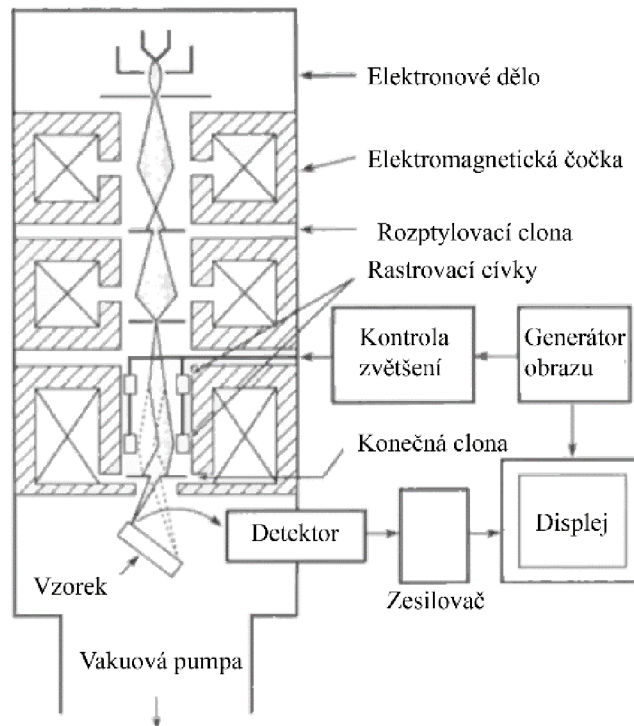 Elektronové dělo
Elektromagnetická čočka
Rozptylovací clona
Rastrovací cívky
Kontrola
zvětšení
Generátor
obrazu
Konečná clona
Detektor
Displej
Vzorek
Zesilovač
Vakuová pumpa